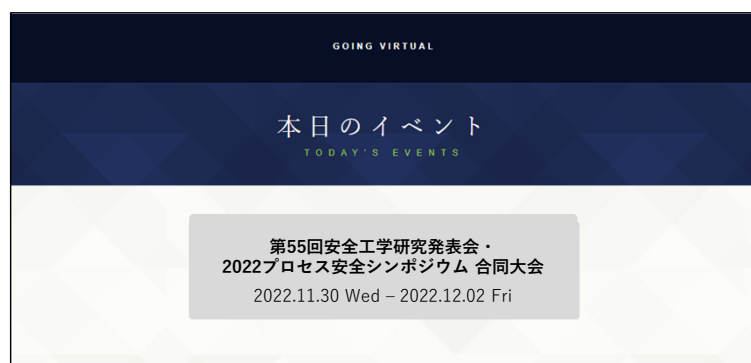 GOING VIRTUAL
本日のイベント
TODAY'S EVENTS
第55回安全工学研究発表会・
2022プロセス安全シンポジウム 合同大会
2022.11.30 Wed – 2022.12.02 Fri